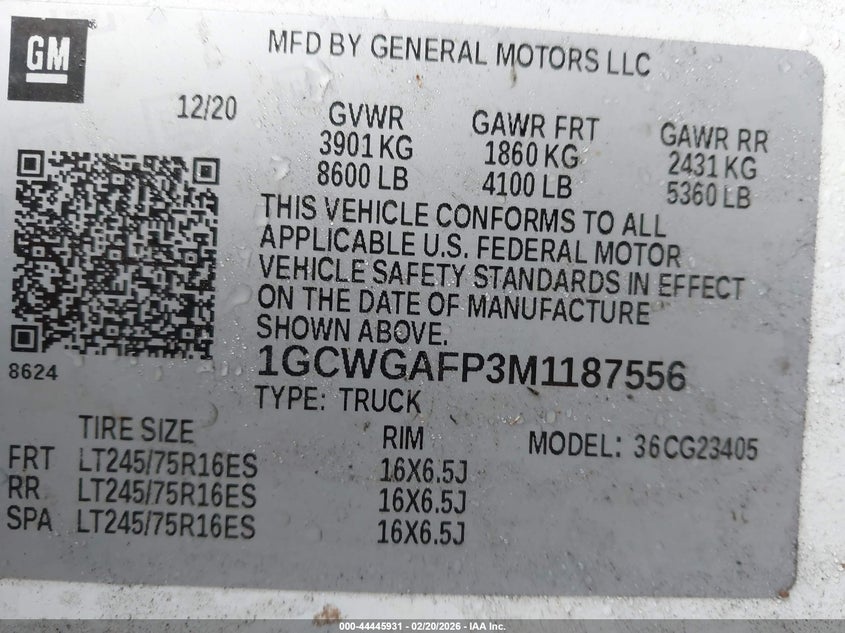 GM
MFD BY GENERAL MOTORS LLC
12/20
GVWR
3901 KG
8600 LB
GAWR FRT
1860 KG
4100 LB
GAWR RR
2431 KG
5360 LB
THIS VEHICLE CONFORMS TO ALL
APPLICABLE U.S. FEDERAL MOTOR
VEHICLE SAFETY STANDARDS IN EFFECT
ON THE DATE OF MANUFACTURE
SHOWN ABOVE.
8624
1GCWGAFP3M1187556
TYPE: TRUCK
TIRE SIZE RIM MODEL: 36CG23405
FRT LT245/75R16ES 16X6.5J
RR LT245/75R16ES 16X6.5J
SPA LT245/75R16ES 16X6.5J
000-44445931 - 02/20/2026 - IAA Inc.